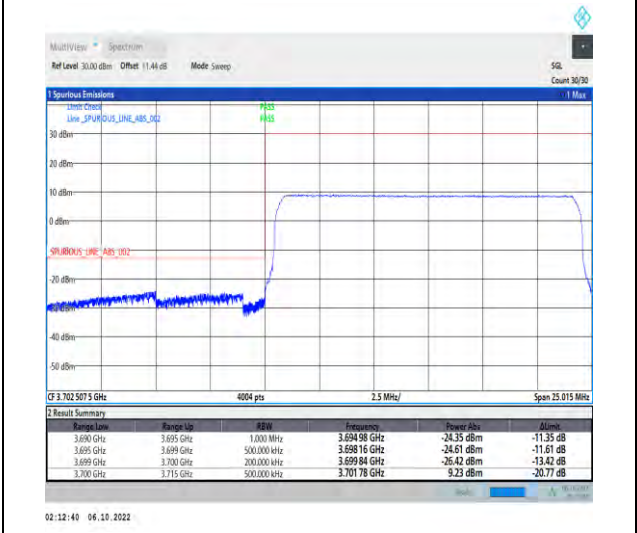 MultiView Spectrum
Ref Level 30.00 dBm Offset 11.44 dB Mode Sweep SGL
Count 30/30
1 Spurious Emissions 1 Max
Limit Check PASS
Line _SPURIOUS_LINE_ABS_002 PASS
30 dBm
20 dBm
10 dBm
0 dBm
SPURIOUS_LINE_ABS_002
-20 dBm
-30 dBm
-40 dBm
-50 dBm
CF 3.702 507 5 GHz 4004 pts 2.5 MHz/ Span 25.015 MHz
2 Result Summary
Range Low Range Up RBW Frequency Power Abs ΔLimit
3.690 GHz 3.695 GHz 1.000 MHz 3.694 98 GHz -24.35 dBm -11.35 dB
3.695 GHz 3.699 GHz 500.000 kHz 3.698 16 GHz -24.61 dBm -11.61 dB
3.699 GHz 3.700 GHz 200.000 kHz 3.699 84 GHz -26.42 dBm -13.42 dB
3.700 GHz 3.715 GHz 500.000 kHz 3.701 78 GHz 9.23 dBm -20.77 dB
02:12:40 06.10.2022